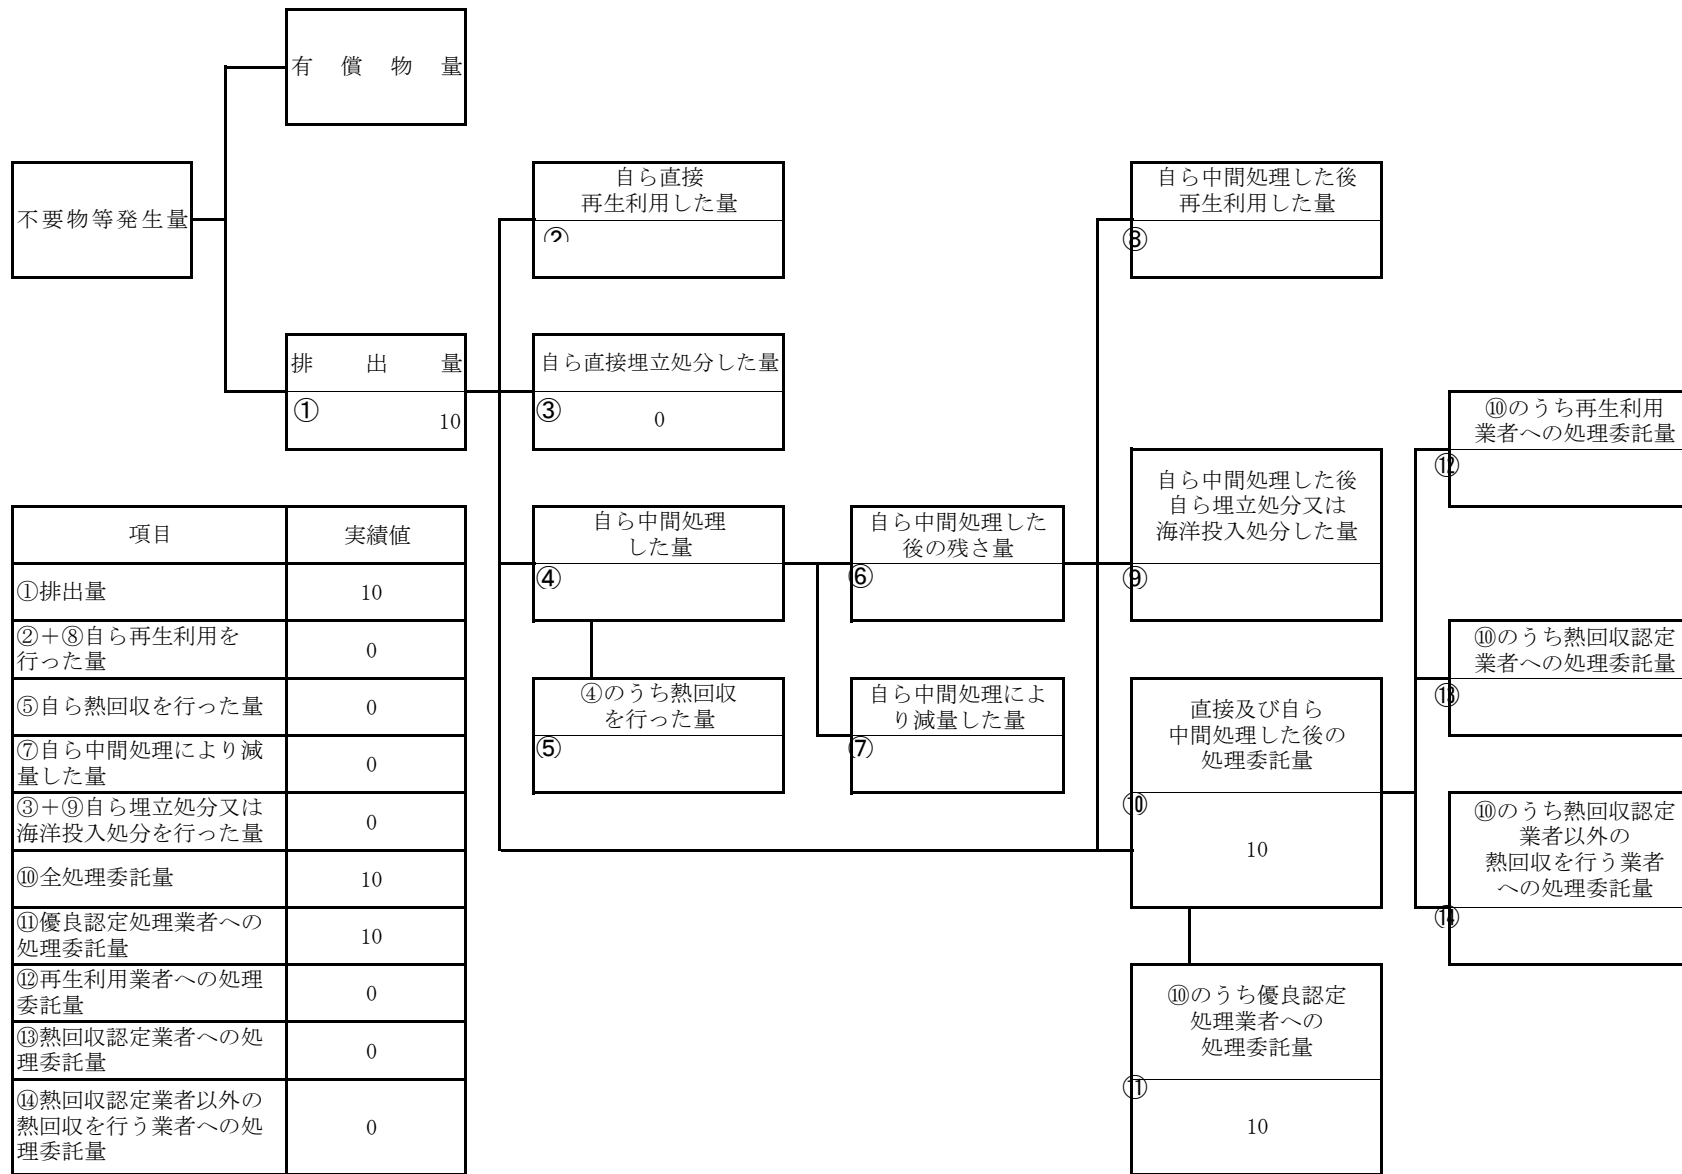 有償物量
不要物等発生量
自ら直接
再生利用した量
②
自ら中間処理した後
再生利用した量
⑧
排出量
①
10
自ら直接埋立処分した量
③
0
⑩のうち再生利用
業者への処理委託量
⑫
自ら中間処理
した量
④
自ら中間処理した
後の残さ量
⑥
自ら中間処理した後
自ら埋立処分又は
海洋投入処分した量
⑨
④のうち熱回収
を行った量
⑤
自ら中間処理によ
り減量した量
⑦
直接及び自ら
中間処理した後の
処理委託量
⑩
10
⑩のうち熱回収認定
業者への処理委託量
⑬
⑩のうち熱回収認定
業者以外の
熱回収を行う業者
への処理委託量
⑭
⑩のうち優良認定
処理業者への
処理委託量
⑪
10
項目
実績値
①排出量
10
②+⑧自ら再生利用を
行った量
0
⑤自ら熱回収を行った量
0
⑦自ら中間処理により減
量した量
0
③+⑨自ら埋立処分又は
海洋投入処分を行った量
0
⑩全処理委託量
10
⑪優良認定処理業者への
処理委託量
10
⑫再生利用業者への処理
委託量
0
⑬熱回収認定業者への処
理委託量
0
⑭熱回収認定業者以外の
熱回収を行う業者への処
理委託量
0